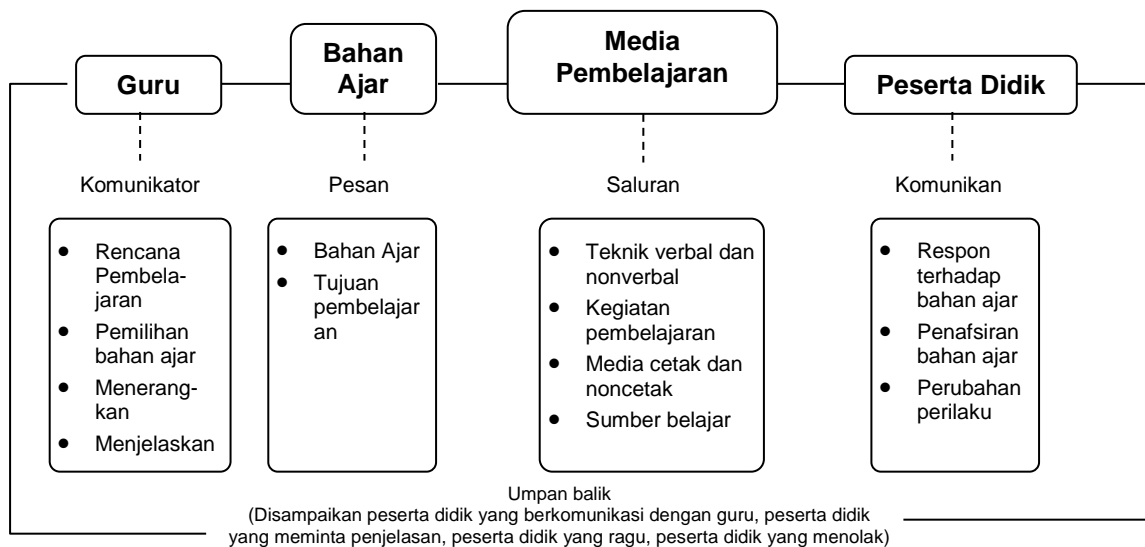 Guru
Bahan
Ajar
Media
Pembelajaran
Peserta Didik
Komunikator
Pesan
Saluran
Komunikan
• Rencana
Pembela-
jaran
• Pemilihan
bahan ajar
• Menerang-
kan
• Menjelaskan
• Bahan Ajar
• Tujuan
pembelajar
an
• Teknik verbal dan
nonverbal
• Kegiatan
pembelajaran
• Media cetak dan
noncetak
• Sumber belajar
• Respon
terhadap
bahan ajar
• Penafsiran
bahan ajar
• Perubahan
perilaku
Umpan balik
(Disampaikan peserta didik yang berkomunikasi dengan guru, peserta didik
yang meminta penjelasan, peserta didik yang ragu, peserta didik yang menolak)